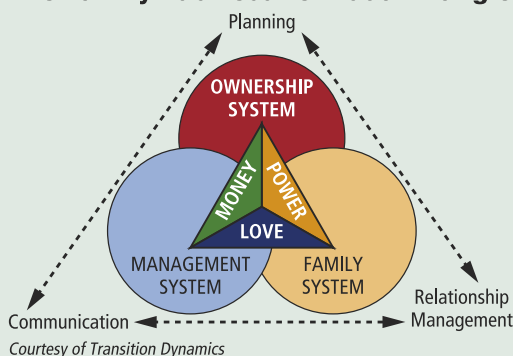 Planning
OWNERSHIP
SYSTEM
MONEY
POWER
LOVE
MANAGEMENT
SYSTEM
FAMILY
SYSTEM
Communication
Relationship
Management
Courtesy of Transition Dynamics